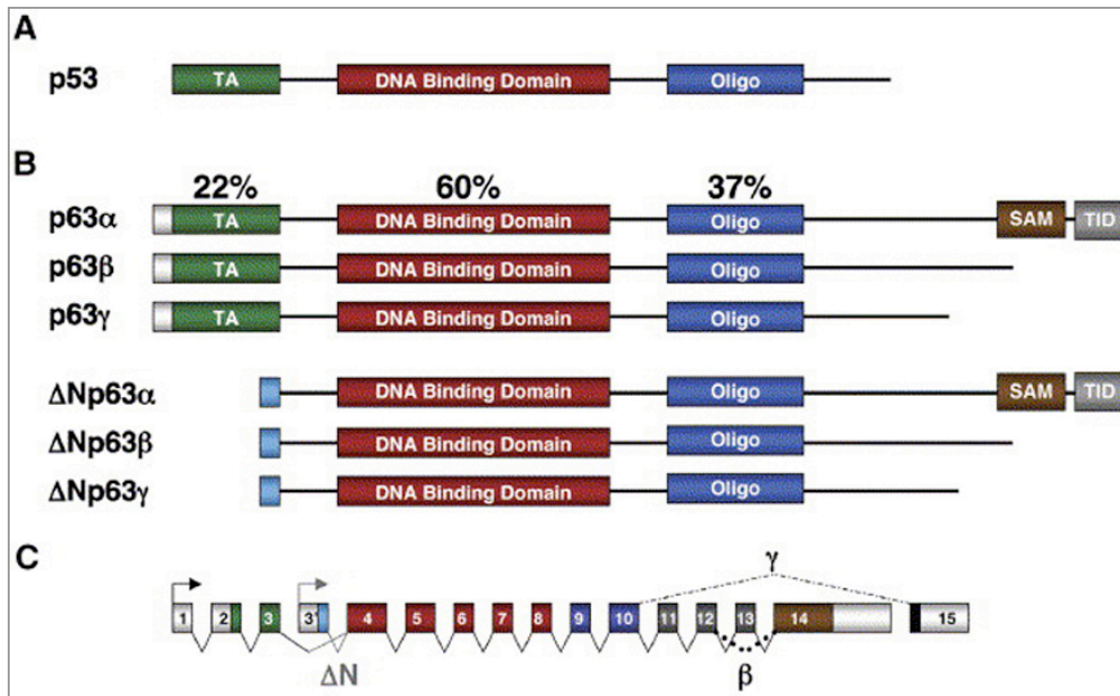 A
p53 TA DNA Binding Domain Oligo
B
22% 60% 37%
p63α TA DNA Binding Domain Oligo SAM TID
p63β TA DNA Binding Domain Oligo
p63γ TA DNA Binding Domain Oligo
ΔNp63α DNA Binding Domain Oligo SAM TID
ΔNp63β DNA Binding Domain Oligo
ΔNp63γ DNA Binding Domain Oligo
C
γ
1 2 3 3' 4 5 6 7 8 9 10 11 12 13 14 15
ΔN β